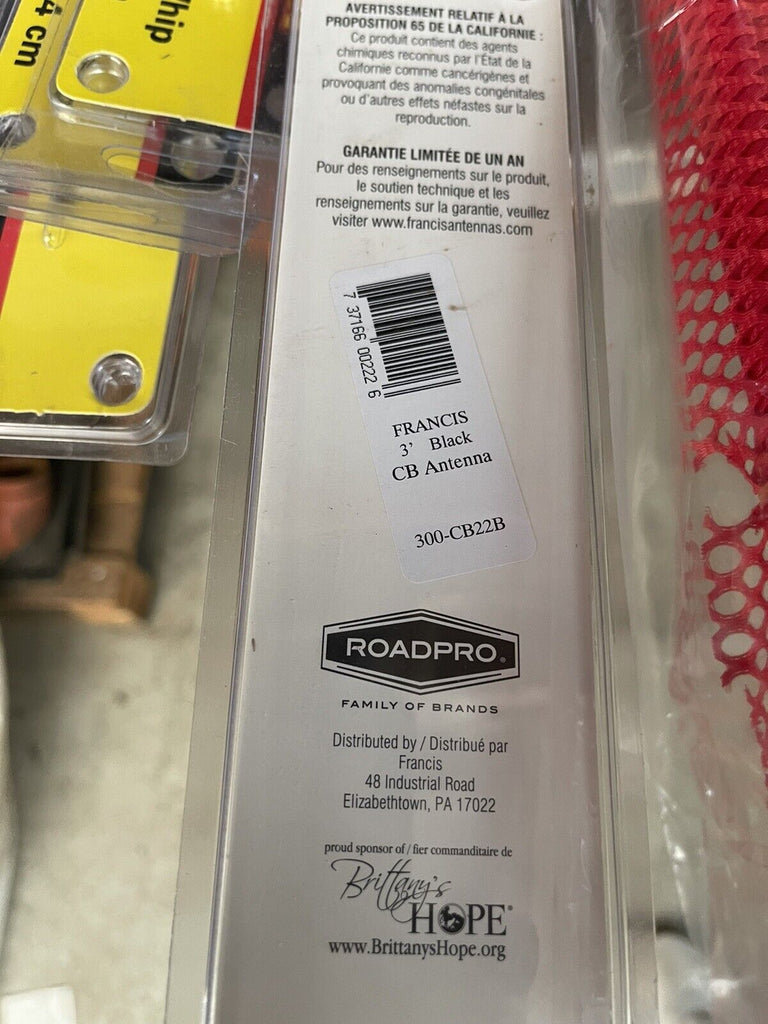 4 cm
hip
AVERTISSEMENT RELATIF À LA
PROPOSITION 65 DE LA CALIFORNIE :
Ce produit contient des agents
chimiques reconnus par l'État de la
Californie comme cancérigènes et
provoquant des anomalies congénitales
ou d'autres effets néfastes sur la
reproduction.
GARANTIE LIMITÉE DE UN AN
Pour des renseignements sur le produit,
le soutien technique et les
renseignements sur la garantie, veuillez
visiter www.francisantennas.com
7 37166 00222 6
FRANCIS
3' Black
CB Antenna
300-CB22B
ROADPRO®
FAMILY OF BRANDS
Distributed by / Distribué par
Francis
48 Industrial Road
Elizabethtown, PA 17022
proud sponsor of / fier commanditaire de
Brittany's
HOPE®
www.BrittanysHope.org